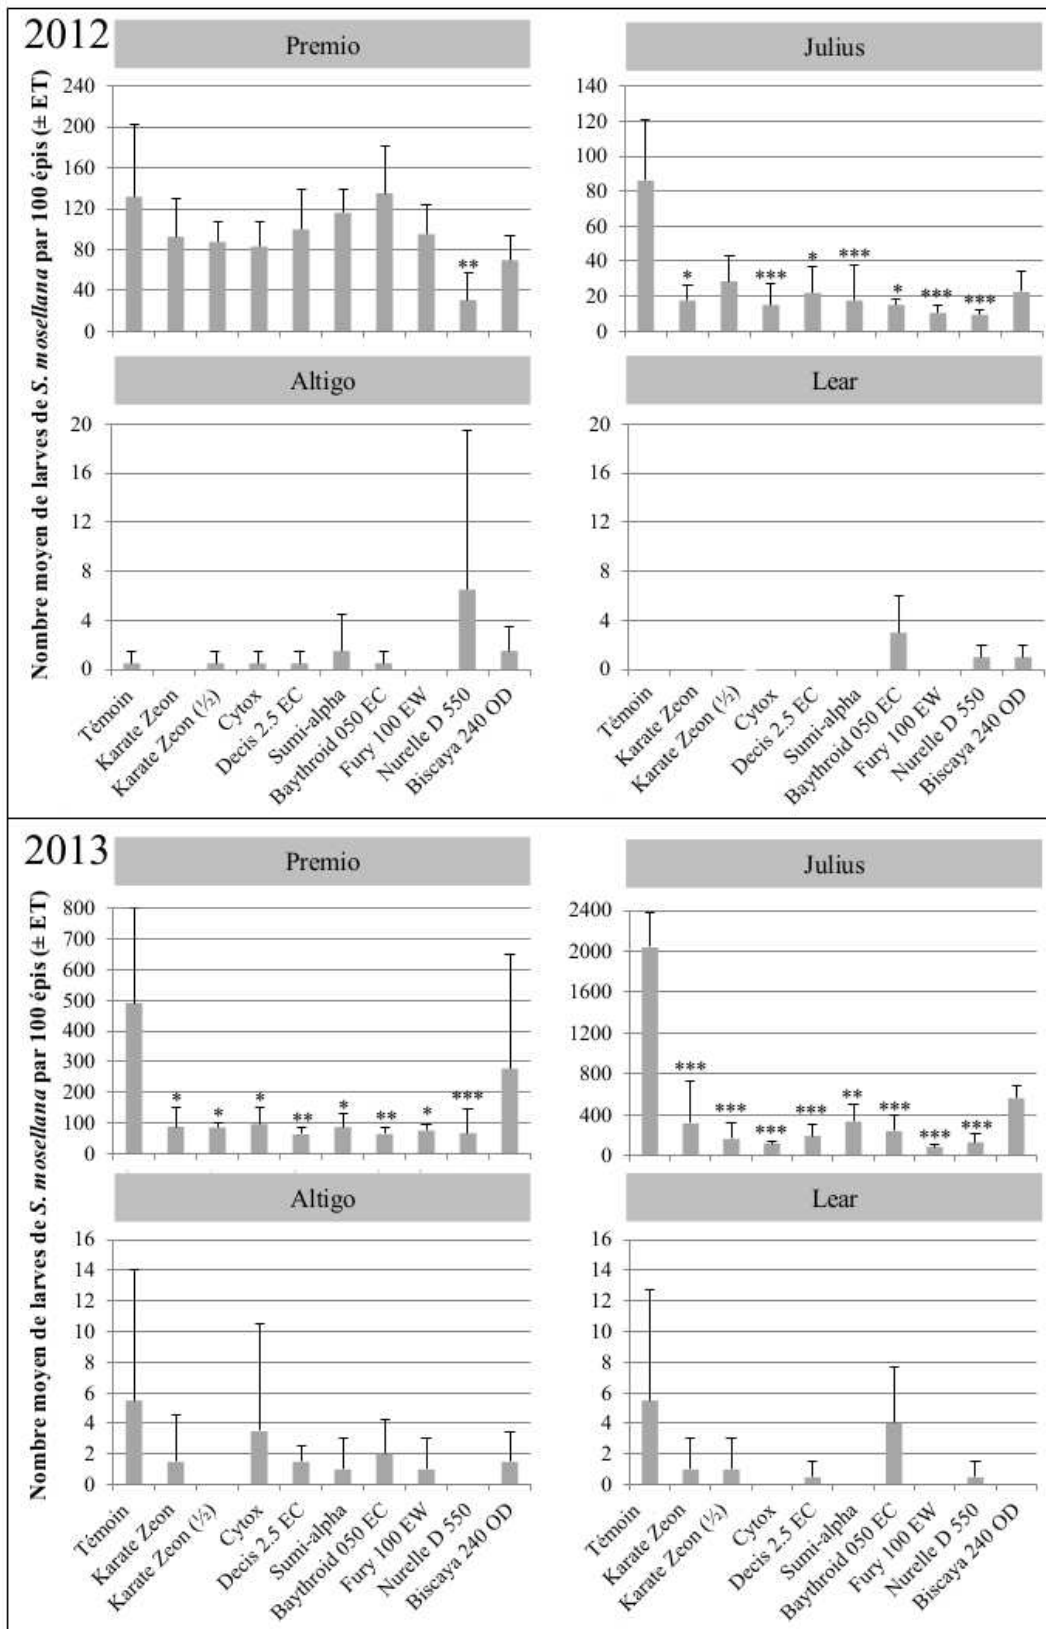 2012
Nombre moyen de larves de S. mosellana par 100 épis (± ET)
Premio
240
200
160
120
80
40
0
**
Julius
140
120
100
80
60
40
20
0
*
***
*
***
*
***
***
Altigo
20
16
12
8
4
0
Témoin
Karate Zeon
Karate Zeon (½)
Cytox
Decis 2.5 EC
Sumi-alpha
Baythroid 050 EC
Fury 100 EW
Nurelle D 550
Biscaya 240 OD
Lear
20
16
12
8
4
0
Témoin
Karate Zeon
Karate Zeon (½)
Cytox
Decis 2.5 EC
Sumi-alpha
Baythroid 050 EC
Fury 100 EW
Nurelle D 550
Biscaya 240 OD
2013
Nombre moyen de larves de S. mosellana par 100 épis (± ET)
Premio
800
700
600
500
400
300
200
100
0
*
*
*
**
*
**
*
***
Julius
2400
2000
1600
1200
800
400
0
***
***
***
***
**
***
***
***
Altigo
16
14
12
10
8
6
4
2
0
Témoin
Karate Zeon
Karate Zeon (½)
Cytox
Decis 2.5 EC
Sumi-alpha
Baythroid 050 EC
Fury 100 EW
Nurelle D 550
Biscaya 240 OD
Lear
16
14
12
10
8
6
4
2
0
Témoin
Karate Zeon
Karate Zeon (½)
Cytox
Decis 2.5 EC
Sumi-alpha
Baythroid 050 EC
Fury 100 EW
Nurelle D 550
Biscaya 240 OD